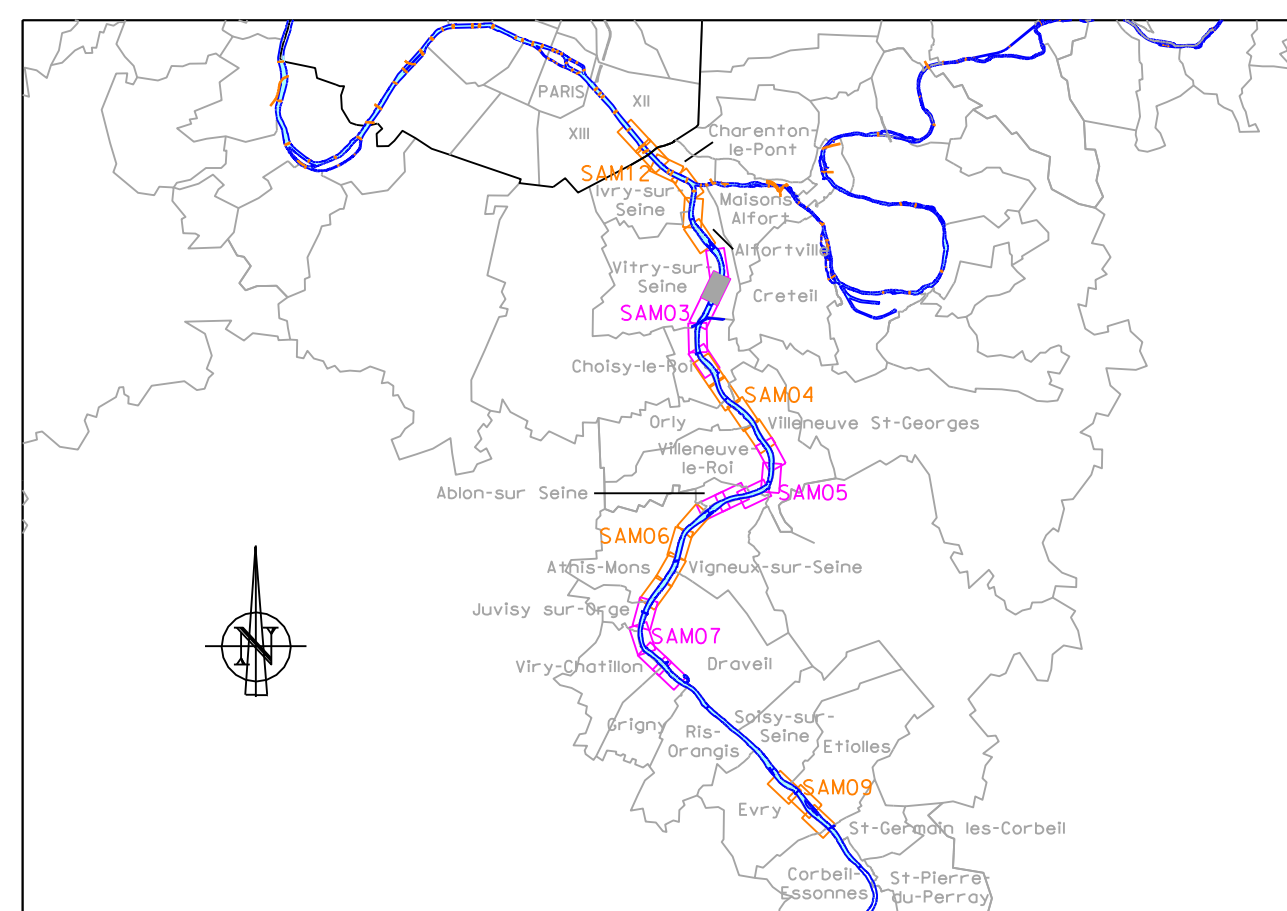 PARIS
XII
XIII
Charenton-
le-Pont
SAM12
Ivry-sur-
Seine
Maisons-
Alfort
Alfortville
Vitry-sur-
Seine
Creteil
SAM03
Choisy-le-Roi
SAM04
Orly
Villeneuve St-Georges
Villeneuve-
le-Roi
Ablon-sur Seine
SAM05
SAM06
Athis-Mons
Vigneux-sur-Seine
Juvisy sur-Orge
SAM07
Viry-Chatillon
Draveil
Grigny
Ris-
Orangis
Soisy-sur-
Seine
Etiolles
SAM09
Evry
St-Germain les-Corbeil
Corbeil-
Essonnes
St-Pierre-
du-Perray
N